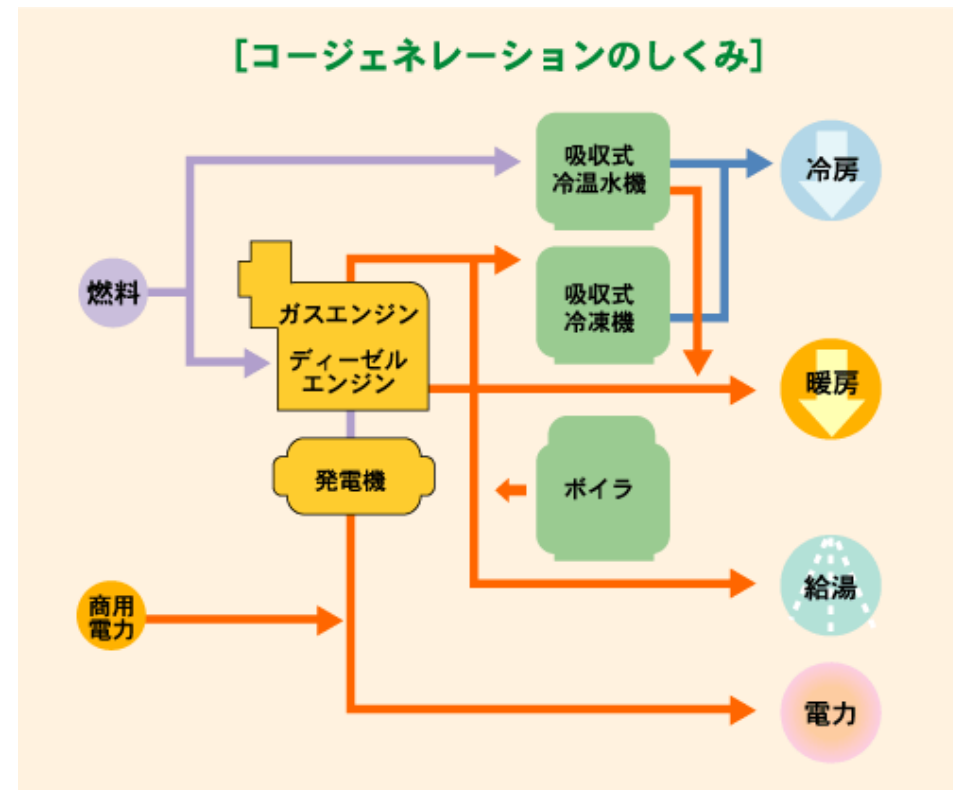 [コージェネレーションのしくみ]
吸収式
冷温水機
冷房
燃料
吸収式
冷凍機
ガスエンジン
ディーゼル
エンジン
暖房
発電機
ボイラ
給湯
商用
電力
電力